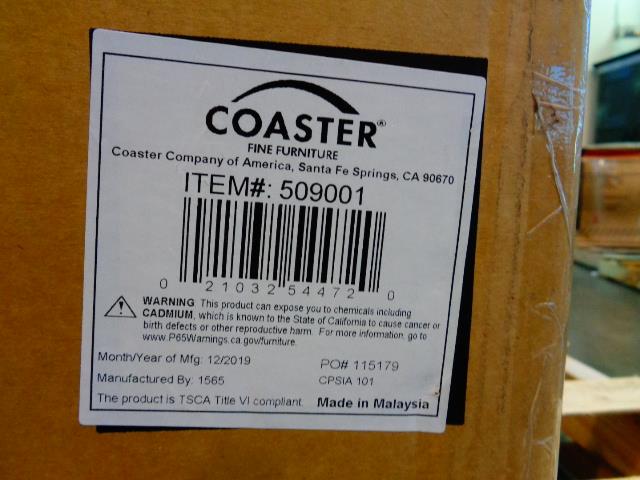 COASTER®
FINE FURNITURE
Coaster Company of America, Santa Fe Springs, CA 90670
ITEM#: 509001
0 21032 54472 0
WARNING This product can expose you to chemicals including
CADMIUM, which is known to the State of California to cause cancer or
birth defects or other reproductive harm. For more information, go to
www.P65Warnings.ca.gov/furniture.
Month/Year of Mfg: 12/2019 PO# 115179
Manufactured By: 1565 CPSIA 101
The product is TSCA Title VI compliant. Made in Malaysia